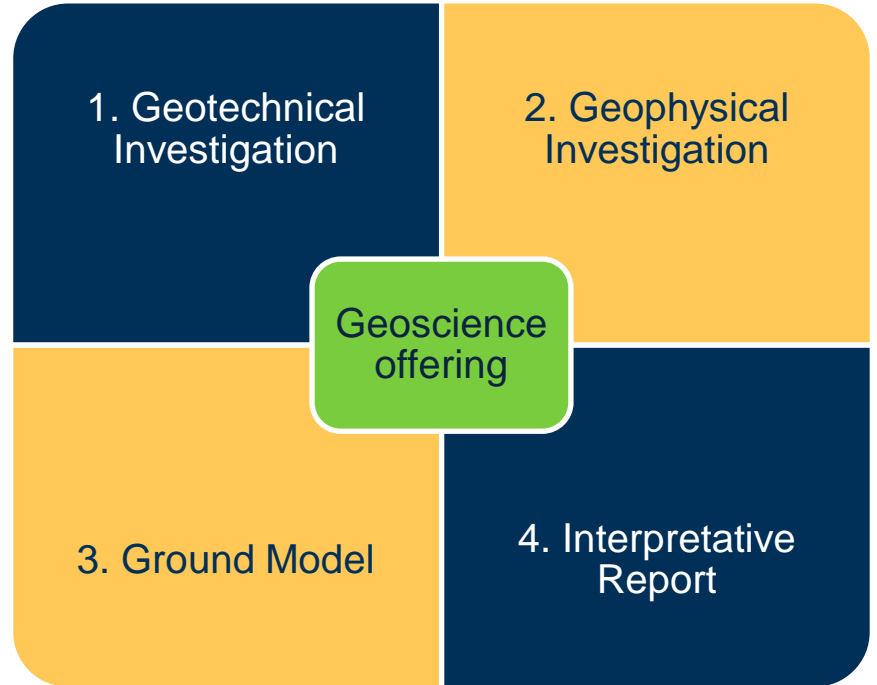 1. Geotechnical
Investigation
2. Geophysical
Investigation
Geoscience
offering
3. Ground Model
4. Interpretative
Report